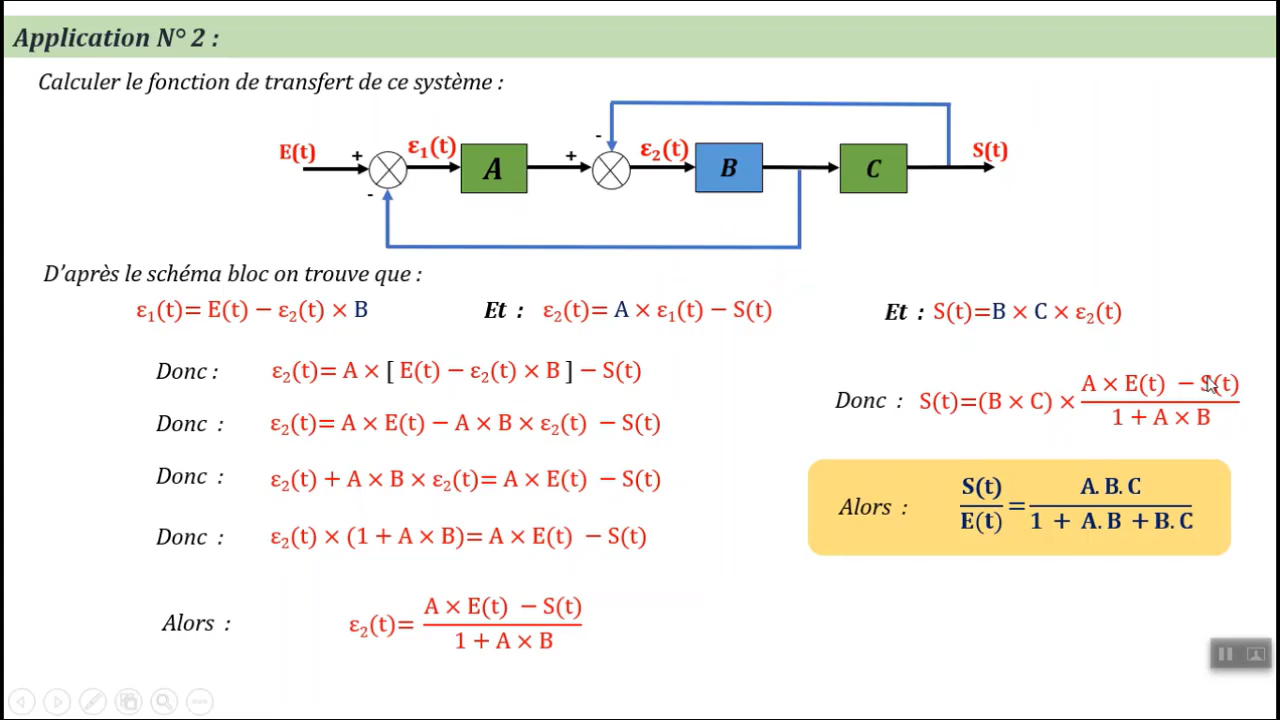 Application N° 2 :
Calculer le fonction de transfert de ce système :
E(t) + - ε₁(t) A + - ε₂(t) B C S(t)
D’après le schéma bloc on trouve que :
ε₁(t)= E(t) − ε₂(t) × B Et : ε₂(t)= A × ε₁(t) − S(t) Et : S(t)=B × C × ε₂(t)
Donc : ε₂(t)= A × [ E(t) − ε₂(t) × B ] − S(t)
Donc : ε₂(t)= A × E(t) − A × B × ε₂(t) − S(t)
Donc : ε₂(t) + A × B × ε₂(t)= A × E(t) − S(t)
Donc : ε₂(t) × (1 + A × B)= A × E(t) − S(t)
Alors : ε₂(t)=
A × E(t) − S(t)
1 + A × B
Donc : S(t)=(B × C) ×
A × E(t) − S(t)
1 + A × B
Alors :
S(t)
E(t)
=
A. B. C
1 + A. B + B. C